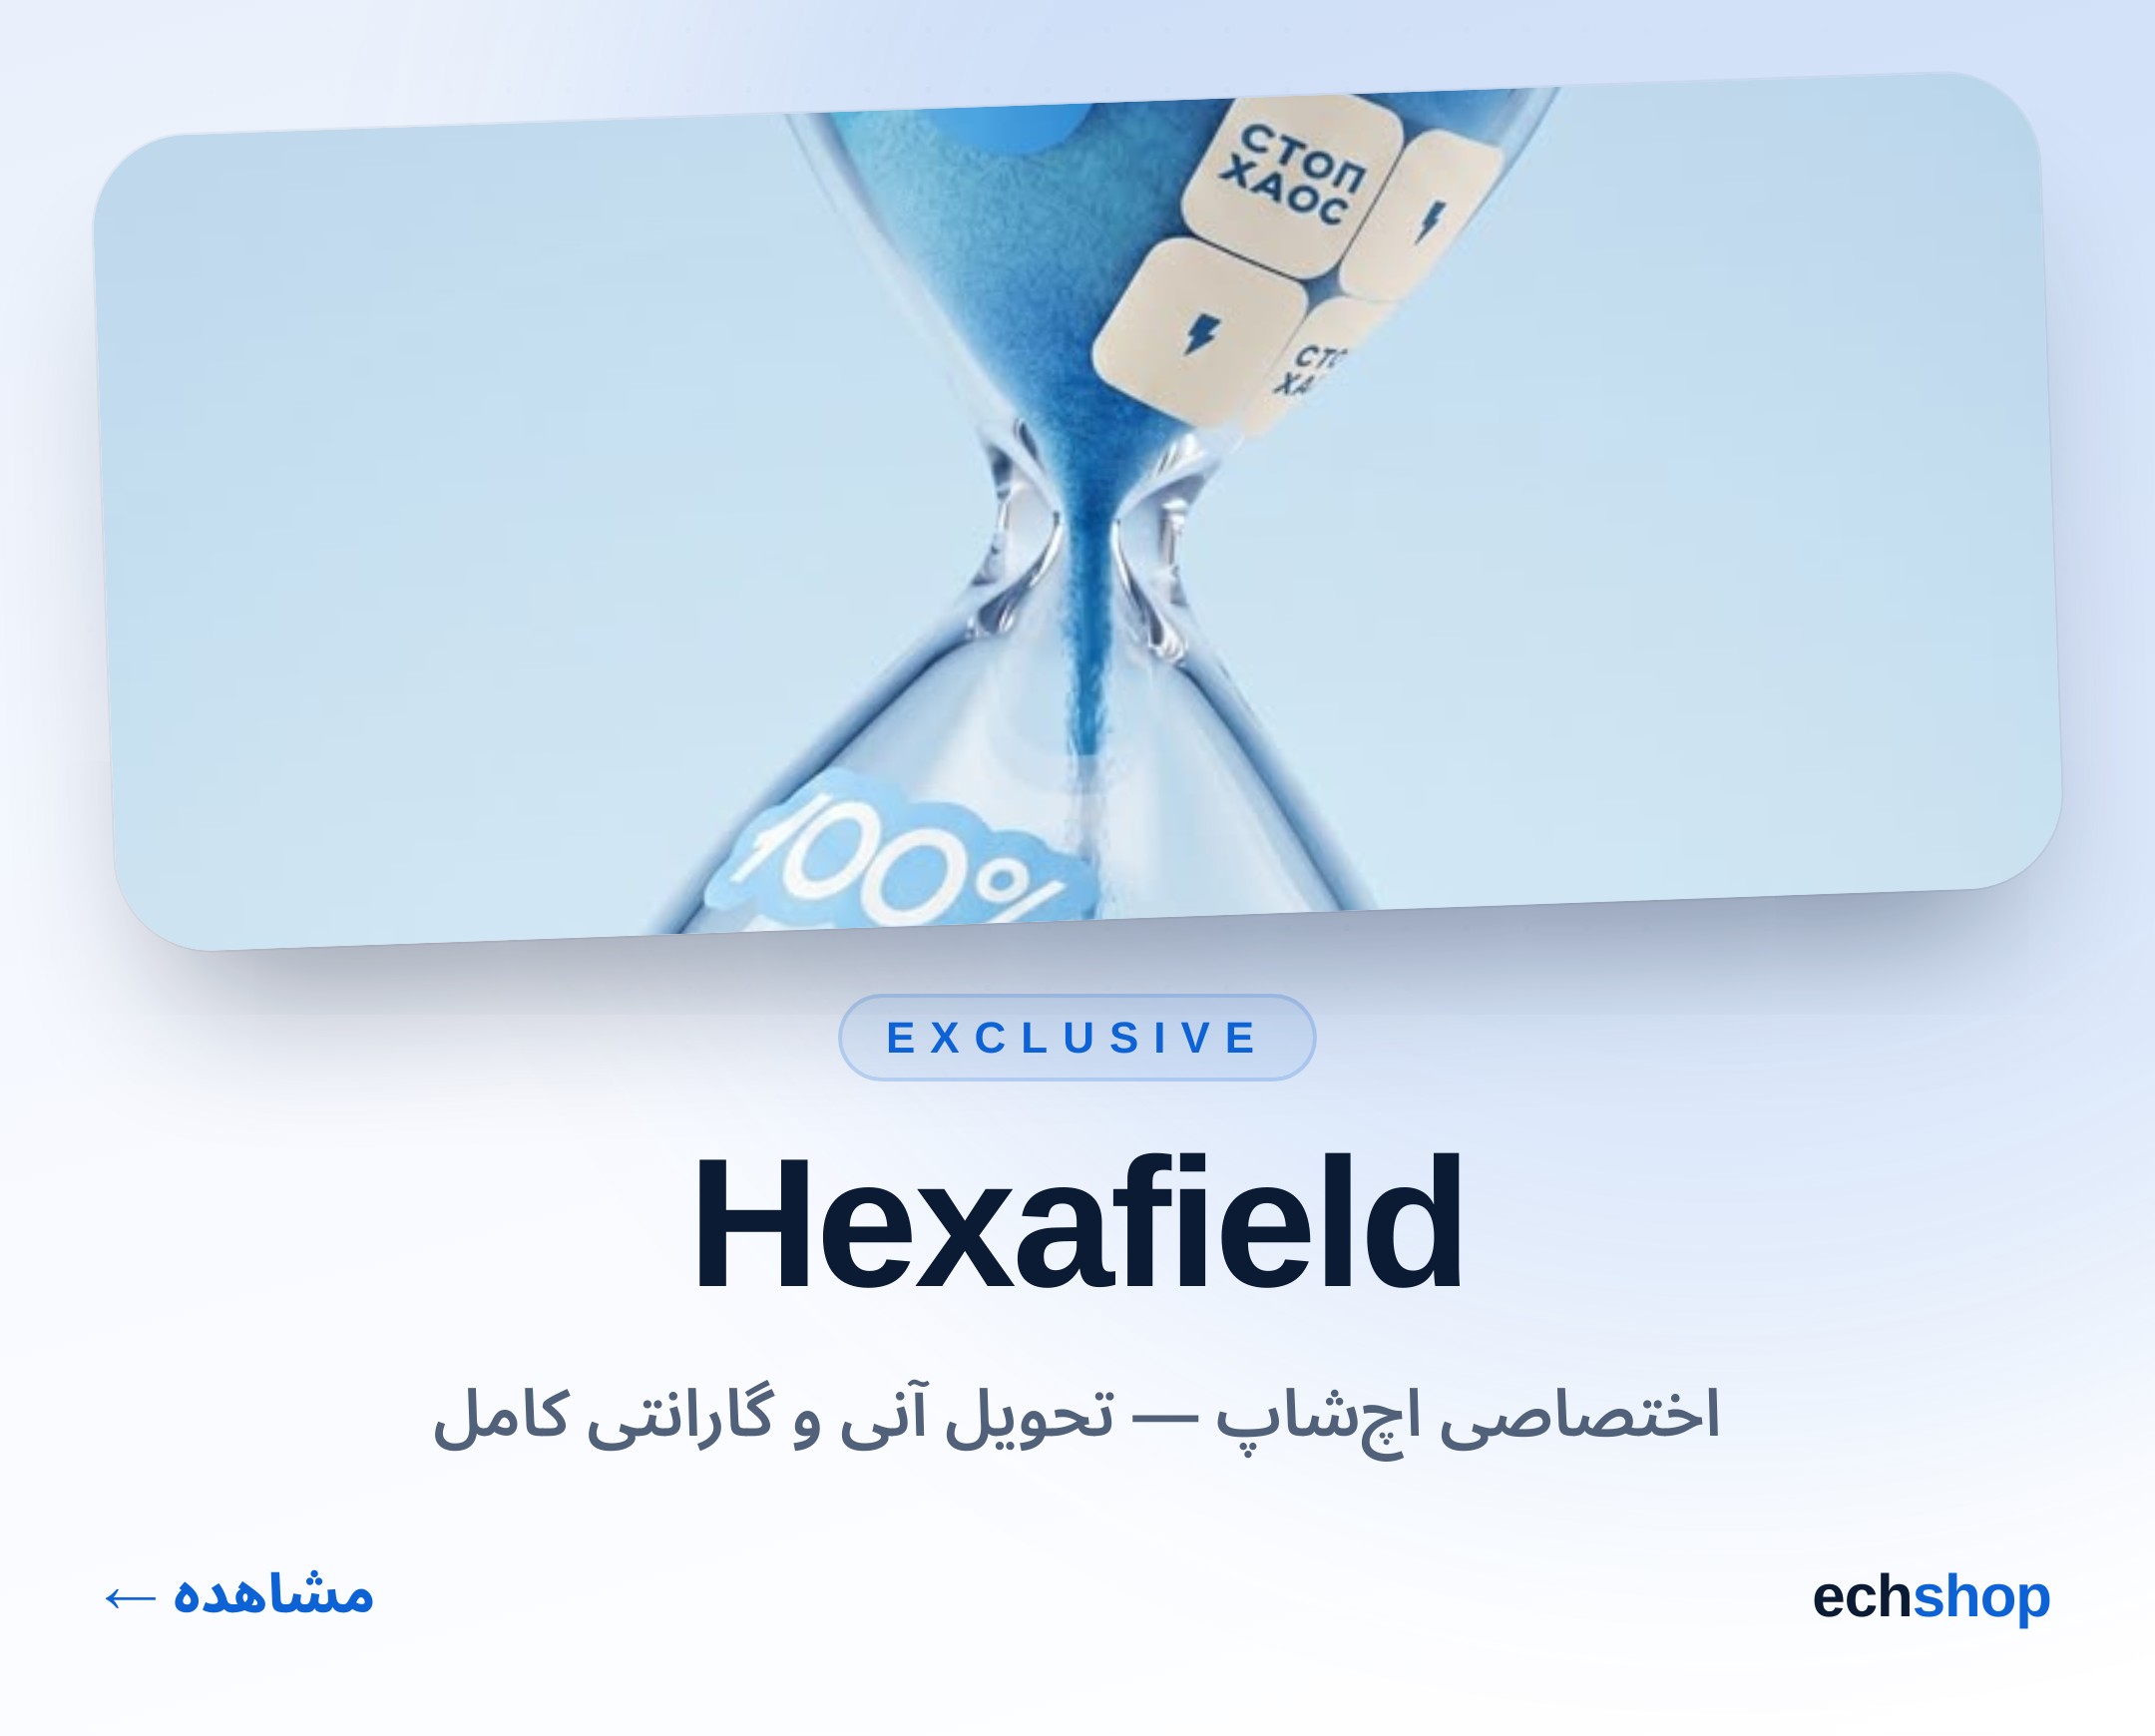 СТОП
ХАОС
100%
EXCLUSIVE
Hexafield
اختصاصی اچ‌شاپ — تحویل آنی و گارانتی کامل
مشاهده ←
echshop